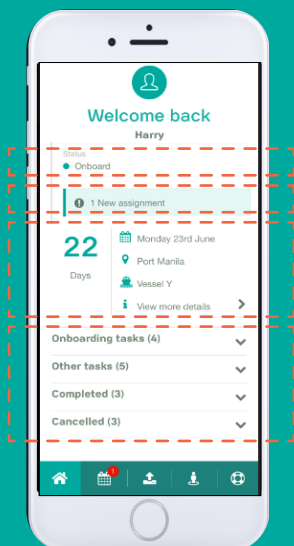 Welcome back
Harry
Status
Onboard
1 New assignment
22
Days
Monday 23rd June
Port Manila
Vessel Y
View more details
Onboarding tasks (4)
Other tasks (5)
Completed (3)
Cancelled (3)
1